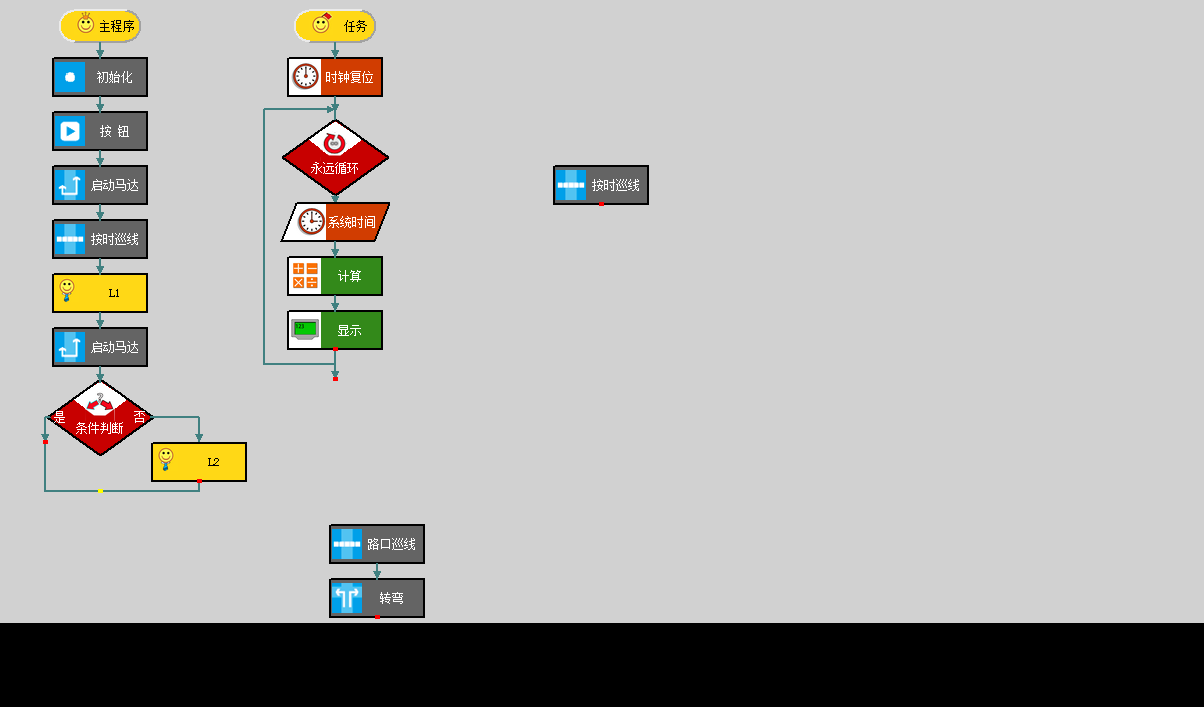 主程序
初始化
按 钮
启动马达
按时巡线
L1
启动马达
是
否
条件判断
L2
任务
时钟复位
永远循环
系统时间
计算
123
显示
按时巡线
路口巡线
转弯